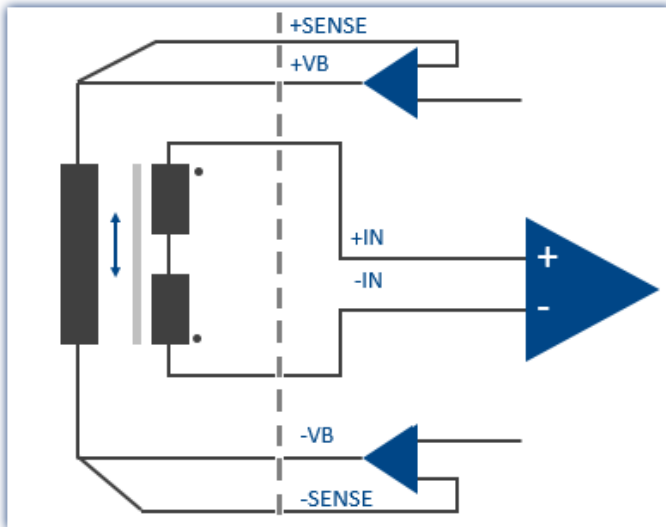 +SENSE
+VB
+IN
-IN
+
-
-VB
-SENSE